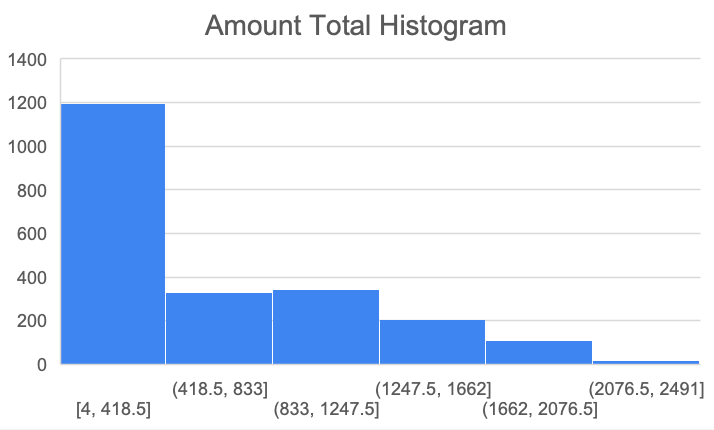 Amount Total Histogram
1400
1200
1000
800
600
400
200
0
(418.5, 833] (1247.5, 1662] (2076.5, 2491]
[4, 418.5] (833, 1247.5] (1662, 2076.5]